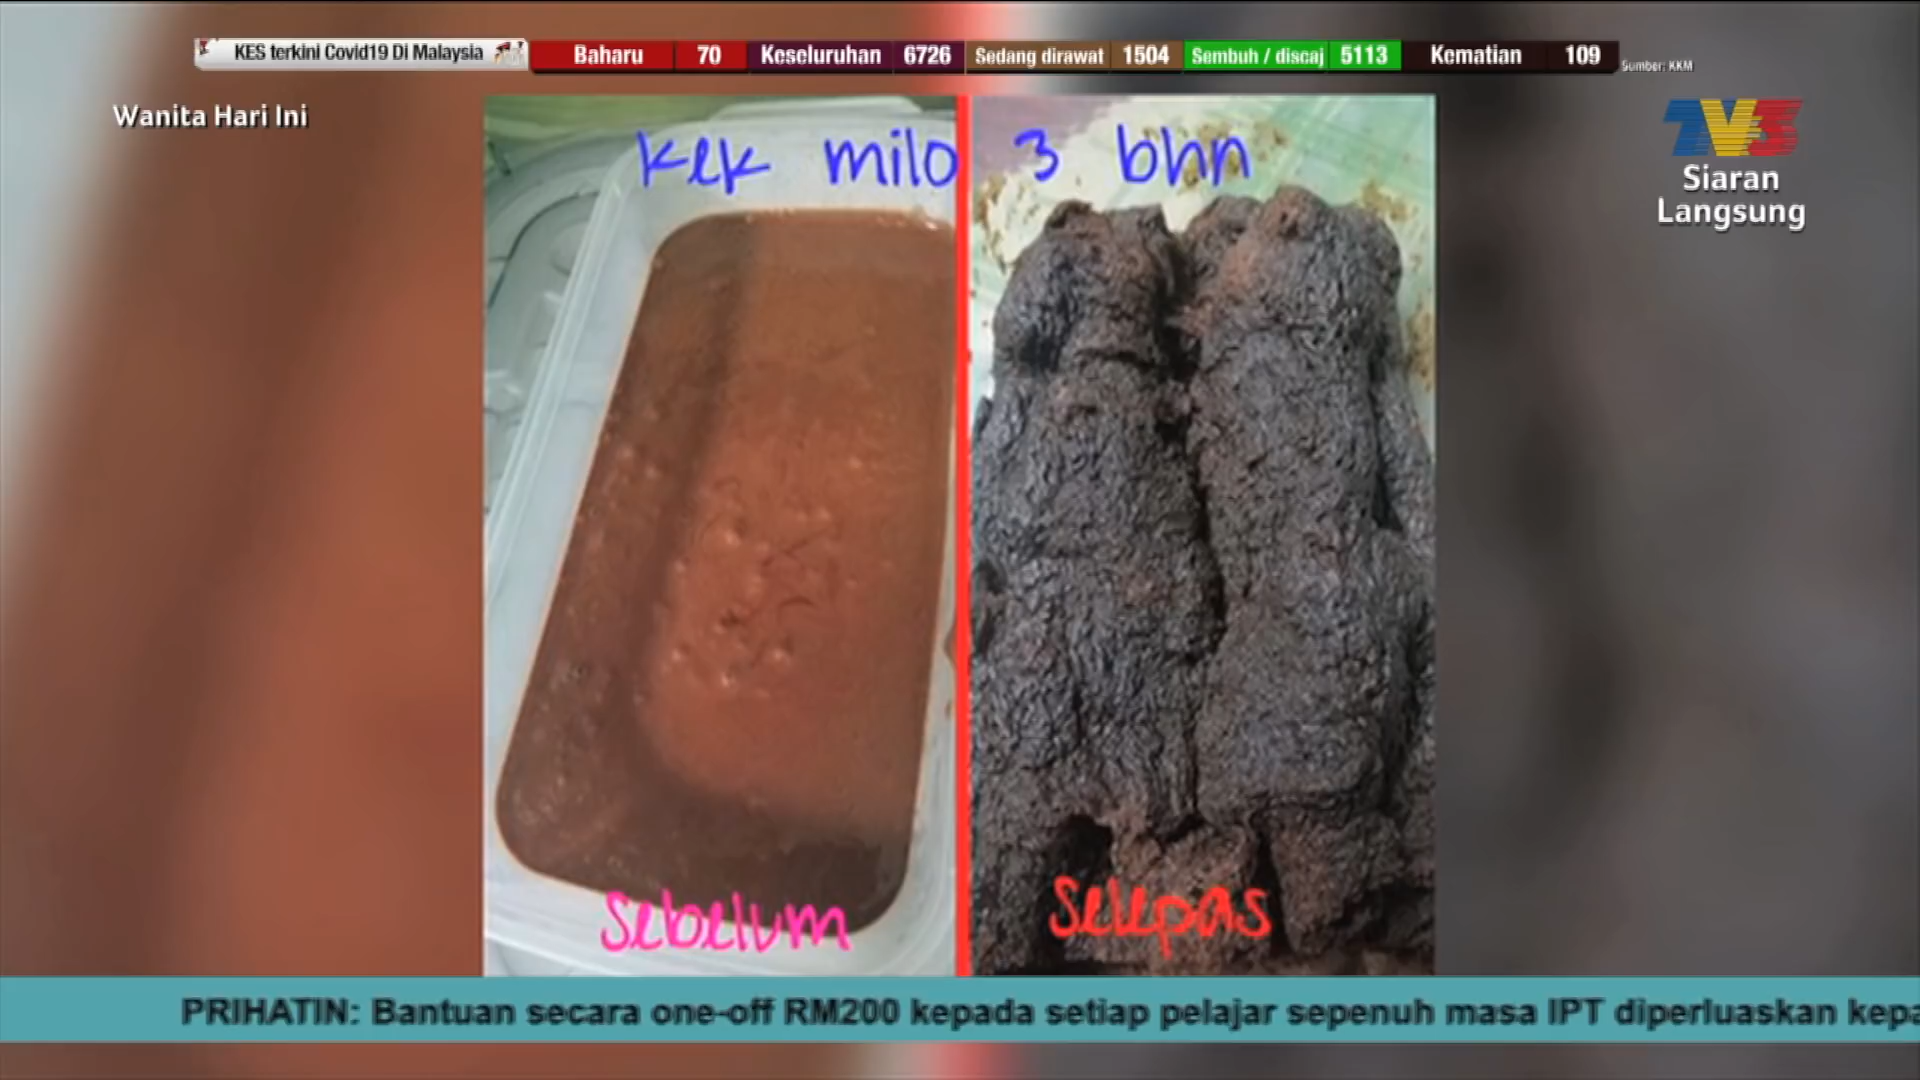 KES terkini Covid19 Di Malaysia Baharu 70 Keseluruhan 6726 Sedang dirawat 1504 Sembuh / discaj 5113 Kematian 109 Sumber: KKM
Wanita Hari Ini
TV3
Siaran
Langsung
kek milo 3 bhn
Sebelum
Selepas
PRIHATIN: Bantuan secara one-off RM200 kepada setiap pelajar sepenuh masa IPT diperluaskan kepa